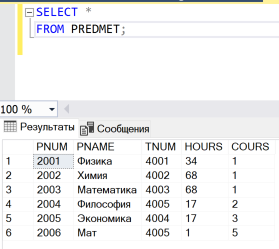 SELECT *
FROM PREDMET;
100 %
Результаты Сообщения
PNUM PNAME TNUM HOURS COURS
1 2001 Физика 4001 34 1
2 2002 Химия 4002 68 1
3 2003 Математика 4003 68 1
4 2004 Философия 4005 17 2
5 2005 Экономика 4004 17 3
6 2006 Мат 4005 1 5